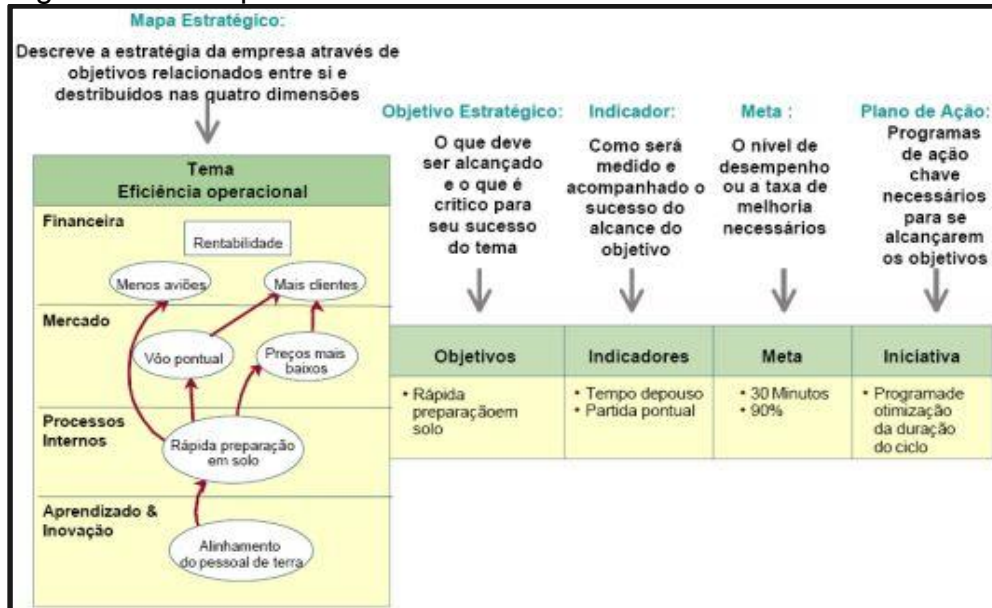 Mapa Estratégico:
Descreve a estratégia da empresa através de
objetivos relacionados entre si e
destribuídos nas quatro dimensões
Objetivo Estratégico:
O que deve
ser alcançado
e o que é
crítico para
seu sucesso
do tema
Indicador:
Como será
medido e
acompanhado o
sucesso do
alcance do
objetivo
Meta :
O nível de
desempenho
ou a taxa de
melhoria
necessários
Plano de Ação:
Programas
de ação
chave
necessários
para se
alcançarem
os objetivos
Tema
Eficiência operacional
Financeira
Rentabilidade
Menos aviões
Mais clientes
Mercado
Vôo pontual
Preços mais
baixos
Processos
Internos
Rápida preparação
em solo
Aprendizado &
Inovação
Alinhamento
do pessoal de terra
Objetivos
Indicadores
Meta
Iniciativa
• Rápida
preparaçãoem
solo
• Tempo depouso
• Partida pontual
• 30 Minutos
• 90%
• Programade
otimização
da duração
do ciclo